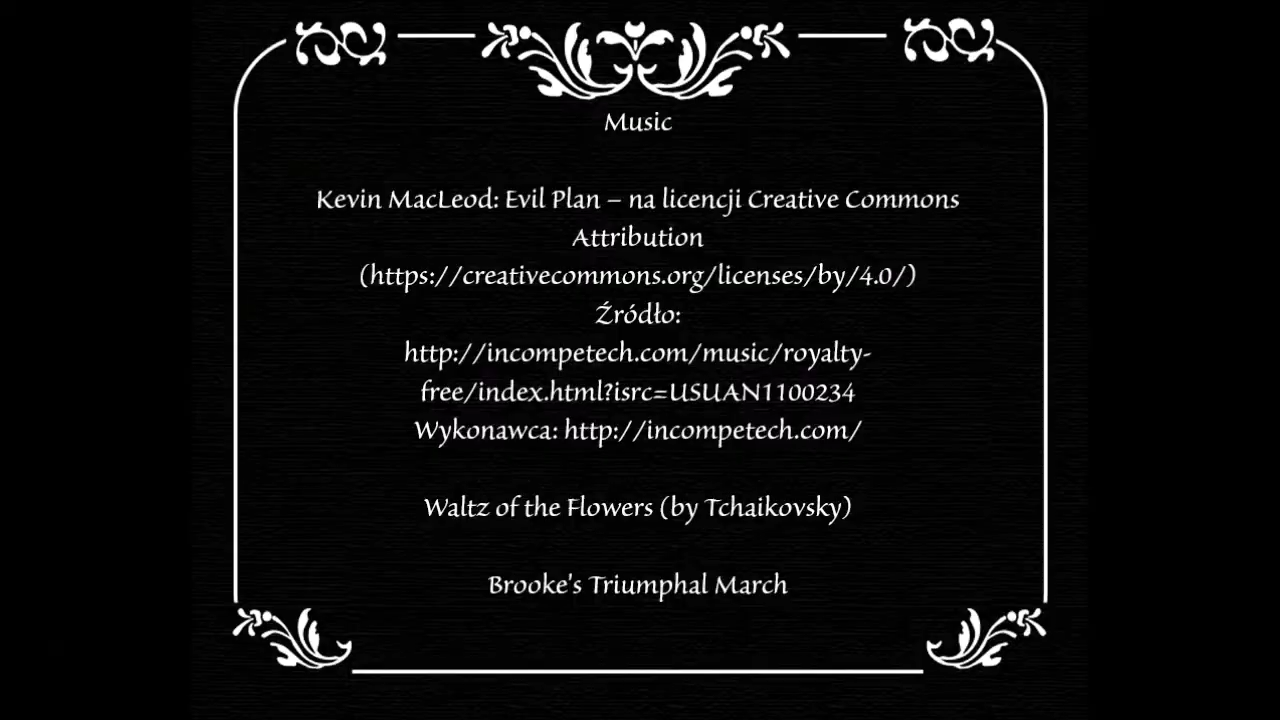 Music
Kevin MacLeod: Evil Plan – na licencji Creative Commons
Attribution
(https://creativecommons.org/licenses/by/4.0/)
Źródło:
http://incompetech.com/music/royalty-
free/index.html?isrc=USUAN1100234
Wykonawca: http://incompetech.com/
Waltz of the Flowers (by Tchaikovsky)
Brooke's Triumphal March